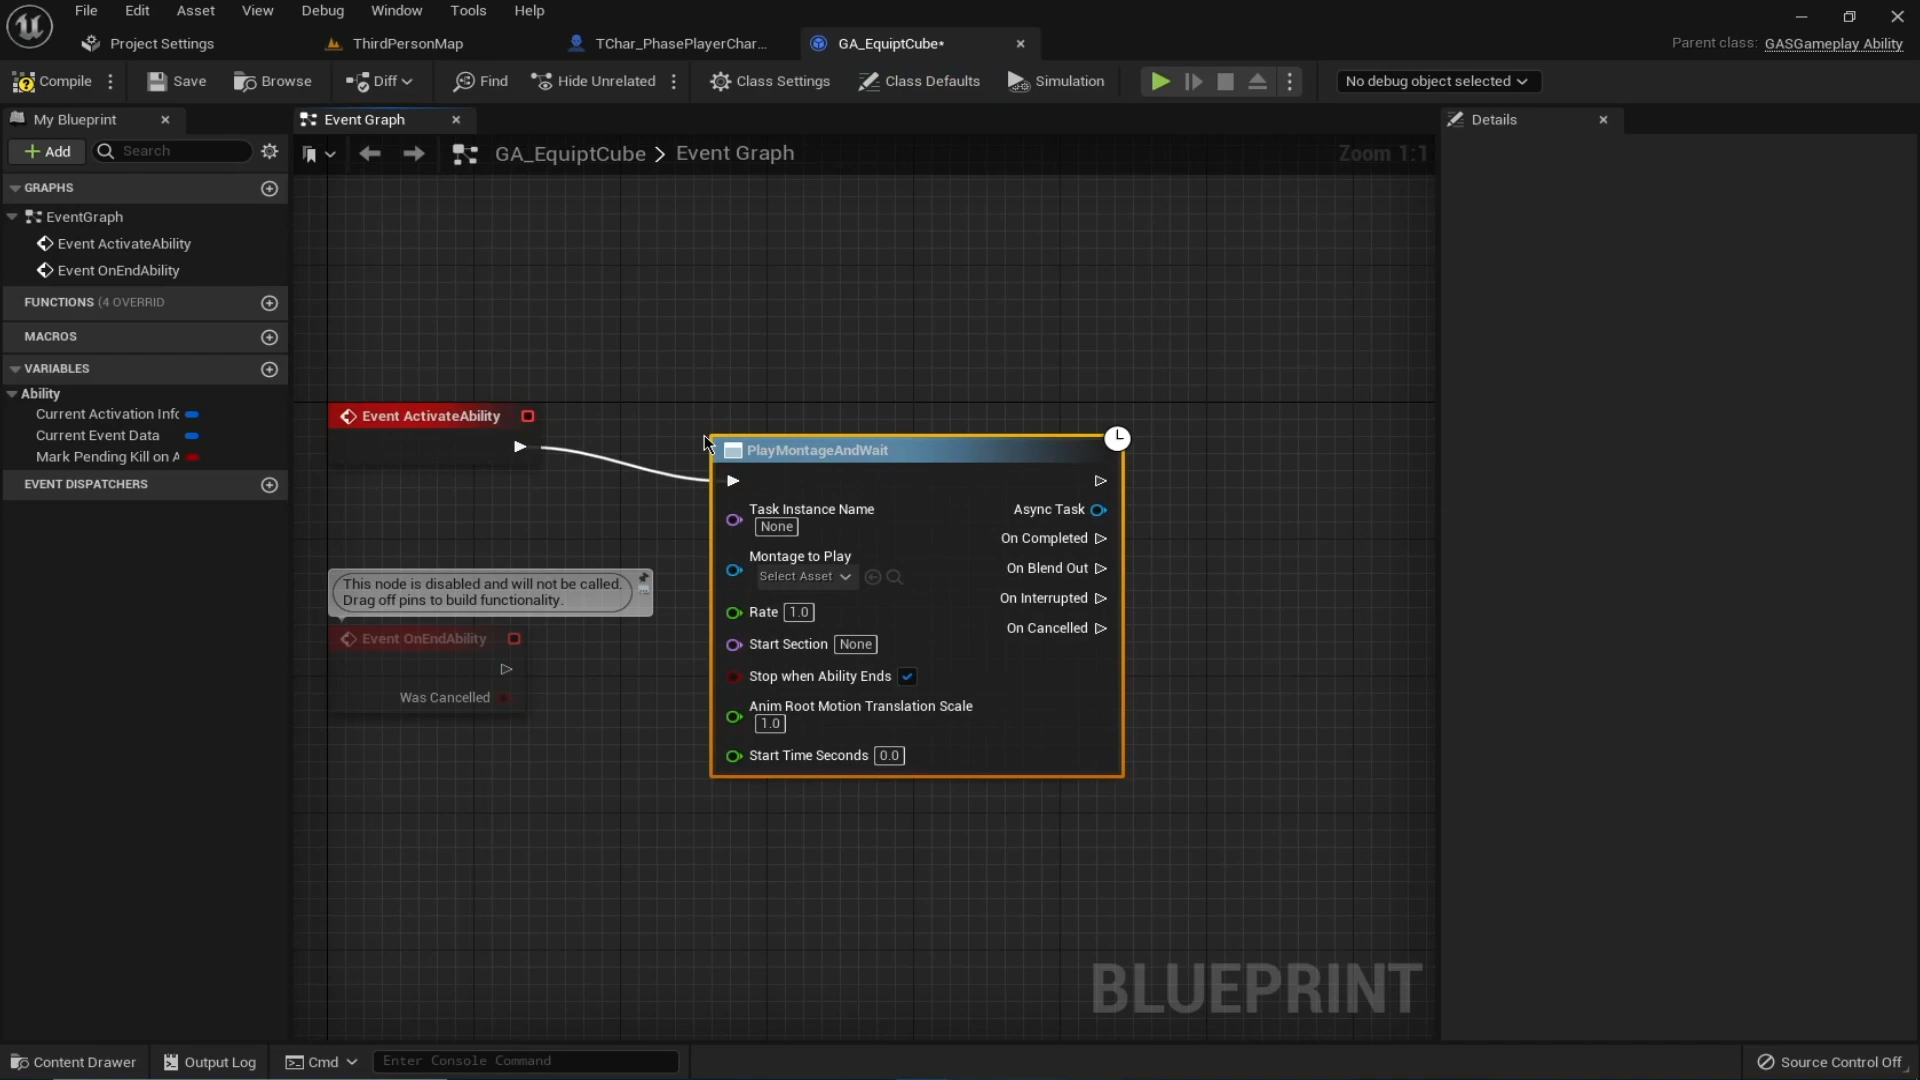 File Edit Asset View Debug Window Tools Help
Project Settings ThirdPersonMap TChar_PhasePlayerChar... GA_EquiptCube*
Parent class: GASGameplay Ability
Compile Save Browse Diff Find Hide Unrelated Class Settings Class Defaults Simulation No debug object selected
My Blueprint
Event Graph
Details
Add Search
GA_EquiptCube > Event Graph
Zoom 1:1
GRAPHS
EventGraph
Event ActivateAbility
Event OnEndAbility
FUNCTIONS (4 OVERRID
MACROS
VARIABLES
Ability
Current Activation Infc
Current Event Data
Mark Pending Kill on A
EVENT DISPATCHERS
Event ActivateAbility
This node is disabled and will not be called.
Drag off pins to build functionality.
Event OnEndAbility
Was Cancelled
PlayMontageAndWait
Task Instance Name
None
Montage to Play
Select Asset
Rate 1.0
Start Section None
Stop when Ability Ends
Anim Root Motion Translation Scale
1.0
Start Time Seconds 0.0
Async Task
On Completed
On Blend Out
On Interrupted
On Cancelled
BLUEPRINT
Content Drawer Output Log Cmd Enter Console Command Source Control Off